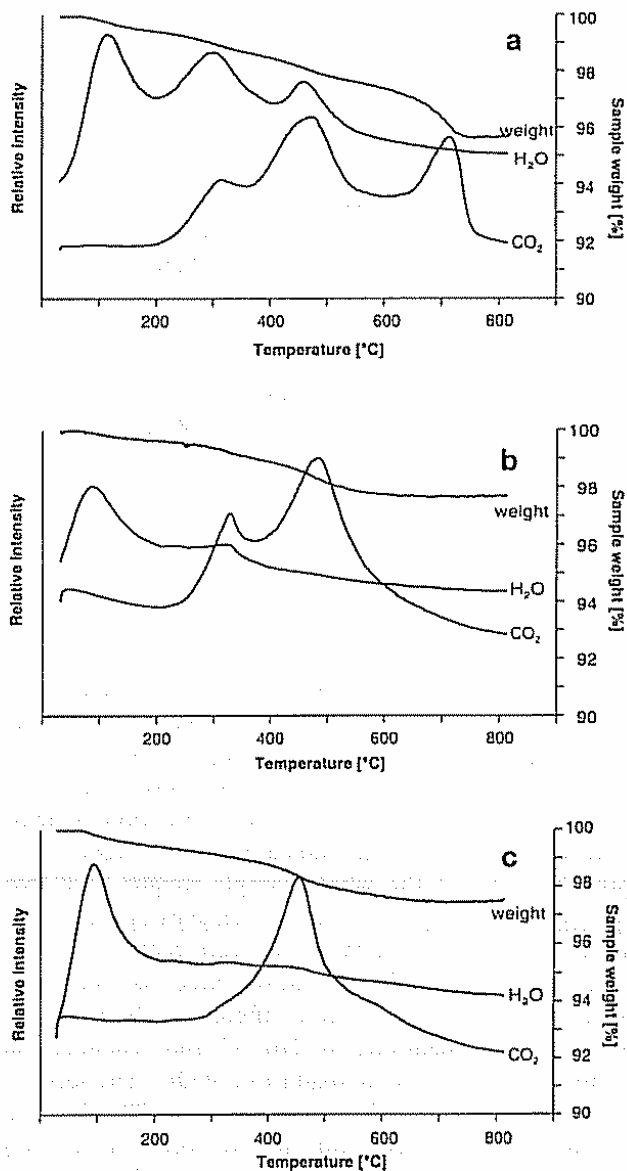 a
100
98
96
94
92
90
weight
H₂O
CO₂
Relative Intensity
Sample weight [%]
200 400 600 800
Temperature [°C]
b
100
98
96
94
92
90
weight
H₂O
CO₂
Relative Intensity
Sample weight [%]
200 400 600 800
Temperature [°C]
c
100
98
96
94
92
90
weight
H₂O
CO₂
Relative Intensity
Sample weight [%]
200 400 600 800
Temperature [°C]